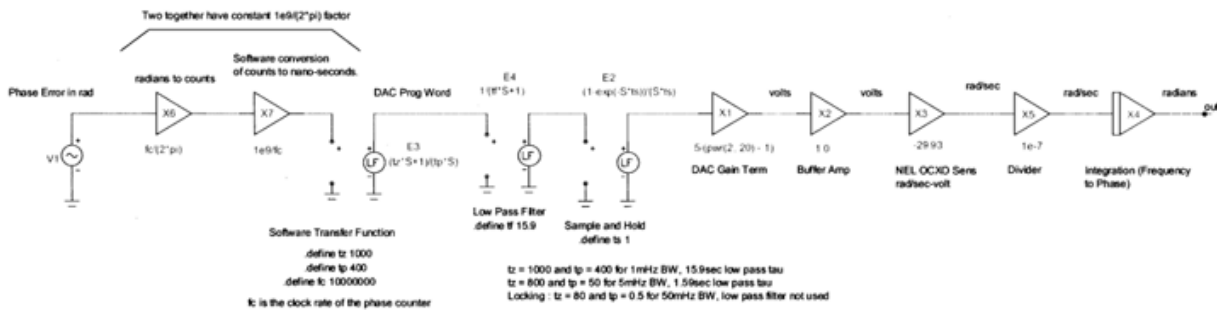 Two together have constant 1e9/(2*pi) factor
Software conversion
of counts to nano-seconds.
radians to counts
Phase Error in rad
DAC Prog Word
E4
1/(tf*S+1)
E2
(1-exp(-S*ts))/(S*ts)
volts
volts
rad/sec
rad/sec
radians
out
X6
X7
X1
X2
X3
X5
X4
V1
fc/(2*pi)
1e9/fc
LF
E3
(tz*S+1)/(tp*S)
LF
LF
5/(pwr(2, 20) - 1)
1.0
-29.93
1e-7
DAC Gain Term
Buffer Amp
NEL OCXO Sens
rad/sec-volt
Divider
Integration (Frequency
to Phase)
Low Pass Filter
.define tf 15.9
Sample and Hold
.define ts 1
Software Transfer Function
.define tz 1000
.define tp 400
.define fc 10000000
fc is the clock rate of the phase counter
tz = 1000 and tp = 400 for 1mHz BW, 15.9sec low pass tau
tz = 800 and tp = 50 for 5mHz BW, 1.59sec low pass tau
Locking : tz = 80 and tp = 0.5 for 50mHz BW, low pass filter not used